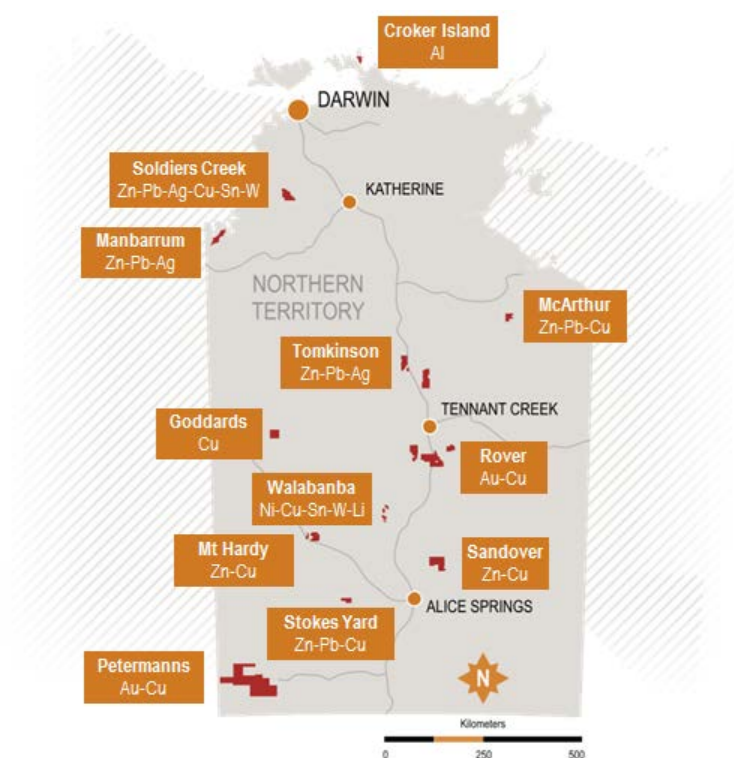 Croker Island
Al
DARWIN
Soldiers Creek
Zn-Pb-Ag-Cu-Sn-W
KATHERINE
Manbarrum
Zn-Pb-Ag
NORTHERN
TERRITORY
McArthur
Zn-Pb-Cu
Tomkinson
Zn-Pb-Ag
TENNANT CREEK
Goddards
Cu
Rover
Au-Cu
Walabanba
Ni-Cu-Sn-W-Li
Mt Hardy
Zn-Cu
Sandover
Zn-Cu
ALICE SPRINGS
Stokes Yard
Zn-Pb-Cu
Petermanns
Au-Cu
N
Kilometers
0 250 500